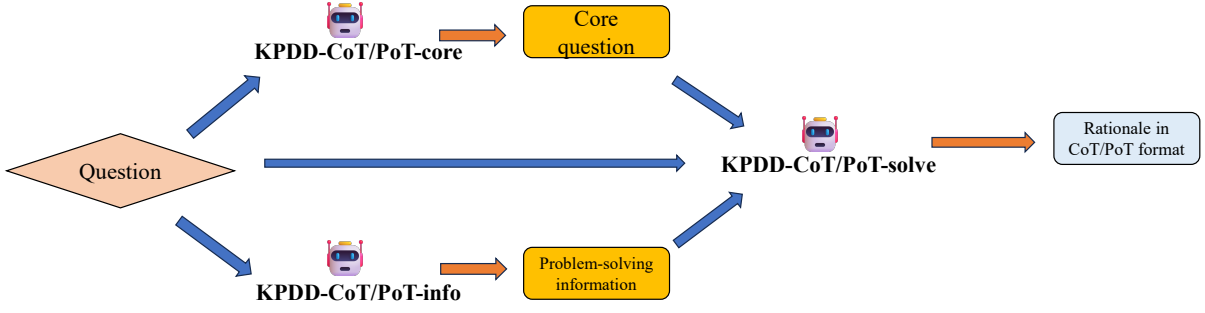 KPDD-CoT/PoT-core
Core
question
Question
KPDD-CoT/PoT-solve
Rationale in
CoT/PoT format
KPDD-CoT/PoT-info
Problem-solving
information